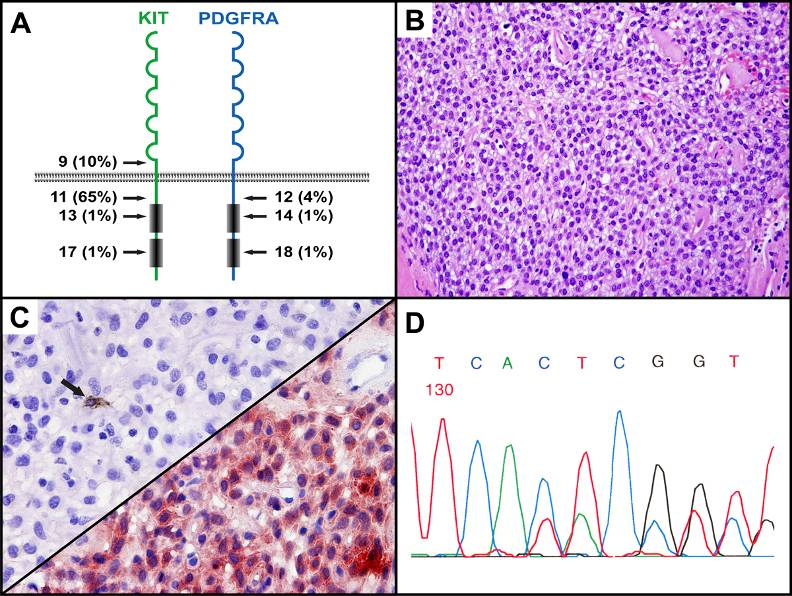 A
KIT PDGFRA
9 (10%)
11 (65%) 12 (4%)
13 (1%) 14 (1%)
17 (1%) 18 (1%)
B
C
D
T C A C T C G G T
130